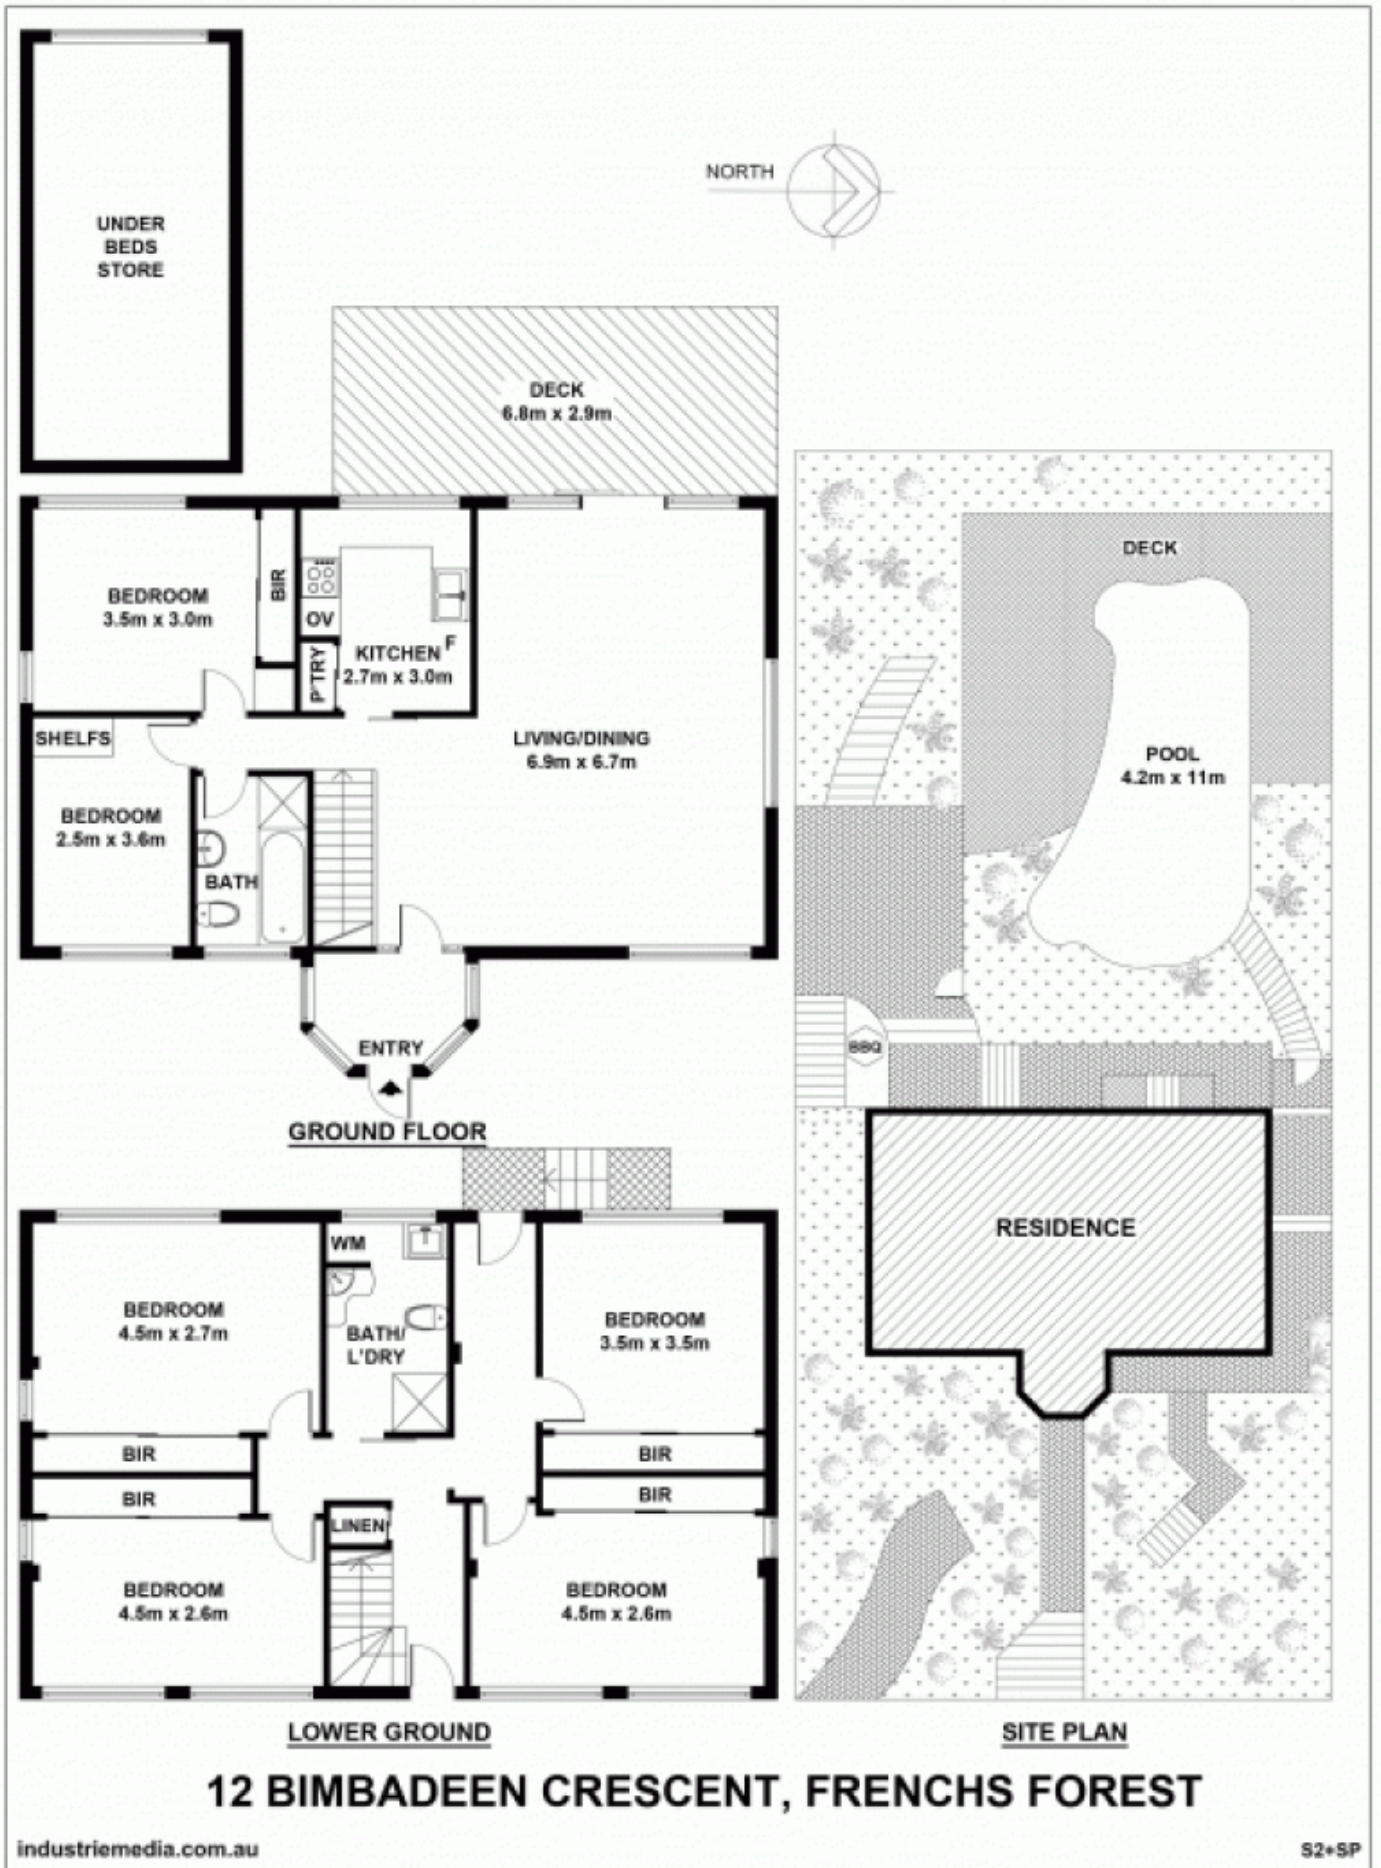 UNDER
BEDS
STORE
NORTH
DECK
6.8m x 2.9m
BEDROOM
3.5m x 3.0m
BIR
OV
P'TRY
KITCHEN
F
2.7m x 3.0m
SHELFS
LIVING/DINING
6.9m x 6.7m
BEDROOM
2.5m x 3.6m
BATH
ENTRY
GROUND FLOOR
WM
BEDROOM
4.5m x 2.7m
BATH/
L'DRY
BEDROOM
3.5m x 3.5m
BIR
BIR
BIR
BIR
LINEN
BEDROOM
4.5m x 2.6m
BEDROOM
4.5m x 2.6m
LOWER GROUND
DECK
POOL
4.2m x 11m
BBQ
RESIDENCE
SITE PLAN
12 BIMBADEEN CRESCENT, FRENCHS FOREST
industriemedia.com.au
S2+SP